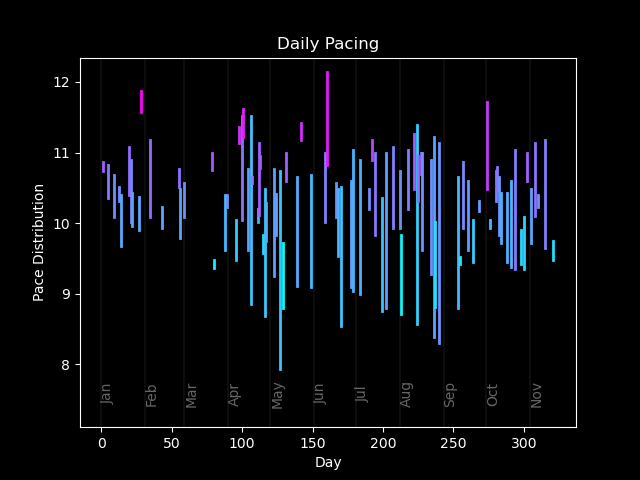 Daily Pacing
Pace Distribution
12
11
10
9
8
Jan
Feb
Mar
Apr
May
Jun
Jul
Aug
Sep
Oct
Nov
0
50
100
150
200
250
300
Day